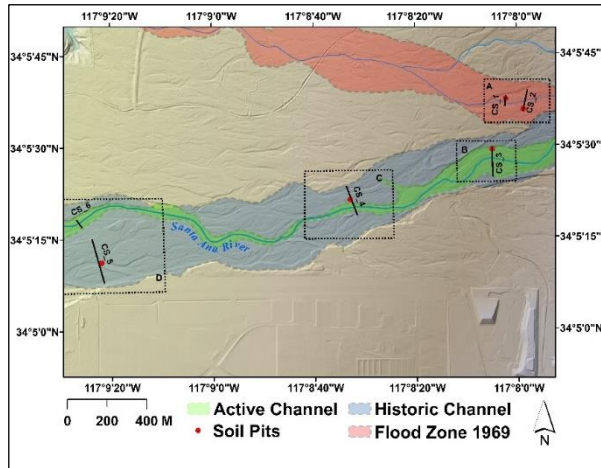 117°9'20"W 117°9'0"W 117°8'40"W 117°8'20"W 117°8'0"W
34°5'45"N 34°5'45"N
A
CS_1
CS_2
34°5'30"N 34°5'30"N
B
CS_3
C
CS_4
CS_6
34°5'15"N 34°5'15"N
Santa Ana River
CS_5
D
34°5'0"N 34°5'0"N
117°9'20"W 117°9'0"W 117°8'40"W 117°8'20"W 117°8'0"W
0 200 400 M
Active Channel Historic Channel
Soil Pits Flood Zone 1969
N